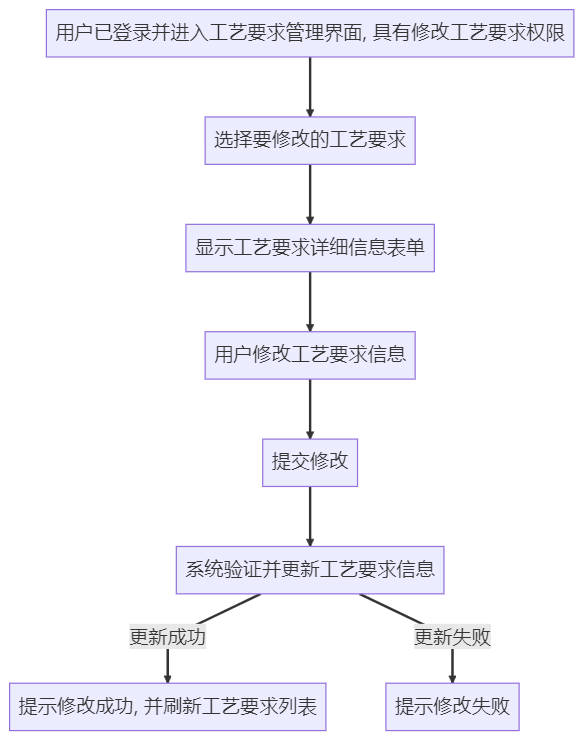 用户已登录并进入工艺要求管理界面, 具有修改工艺要求权限
选择要修改的工艺要求
显示工艺要求详细信息表单
用户修改工艺要求信息
提交修改
系统验证并更新工艺要求信息
更新成功
更新失败
提示修改成功, 并刷新工艺要求列表
提示修改失败